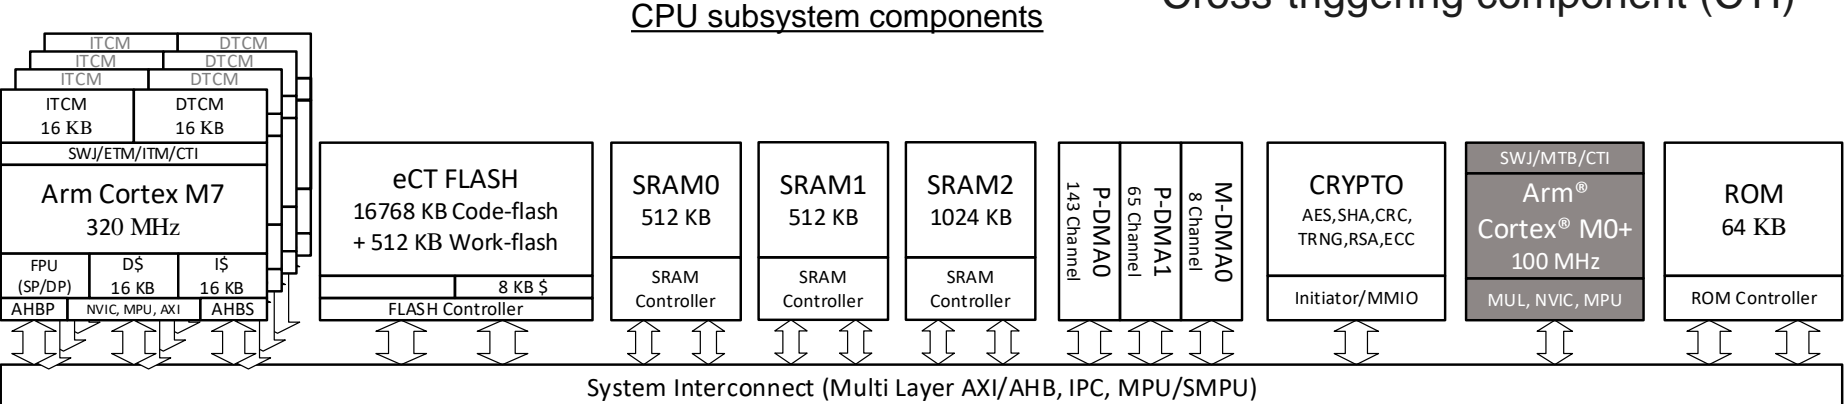 CPU subsystem components
ITCM
DTCM
ITCM
DTCM
ITCM
DTCM
ITCM
16 KB
DTCM
16 KB
SWJ/ETM/ITM/CTI
Arm Cortex M7
320 MHz
FPU
(SP/DP)
D$
16 KB
I$
16 KB
AHBP
NVIC, MPU, AXI
AHBS
eCT FLASH
16768 KB Code-flash
+ 512 KB Work-flash
8 KB $
FLASH Controller
SRAM0
512 KB
SRAM
Controller
SRAM1
512 KB
SRAM
Controller
SRAM2
1024 KB
SRAM
Controller
P-DMA0
143 Channel
P-DMA1
65 Channel
M-DMA0
8 Channel
CRYPTO
AES,SHA,CRC,
TRNG,RSA,ECC
Initiator/MMIO
SWJ/MTB/CTI
Arm®
Cortex® M0+
100 MHz
MUL, NVIC, MPU
ROM
64 KB
ROM Controller
System Interconnect (Multi Layer AXI/AHB, IPC, MPU/SMPU)